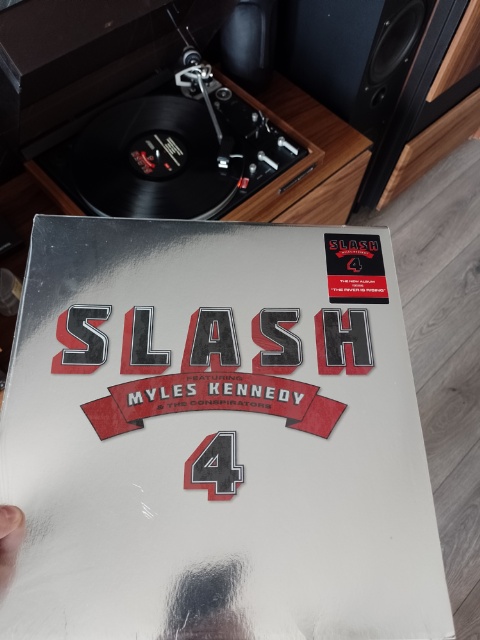 SLASH
4
THE NEW ALBUM
"THE RIVER IS RISING"
SLASH
FEATURING
MYLES KENNEDY
& THE CONSPIRATORS
4